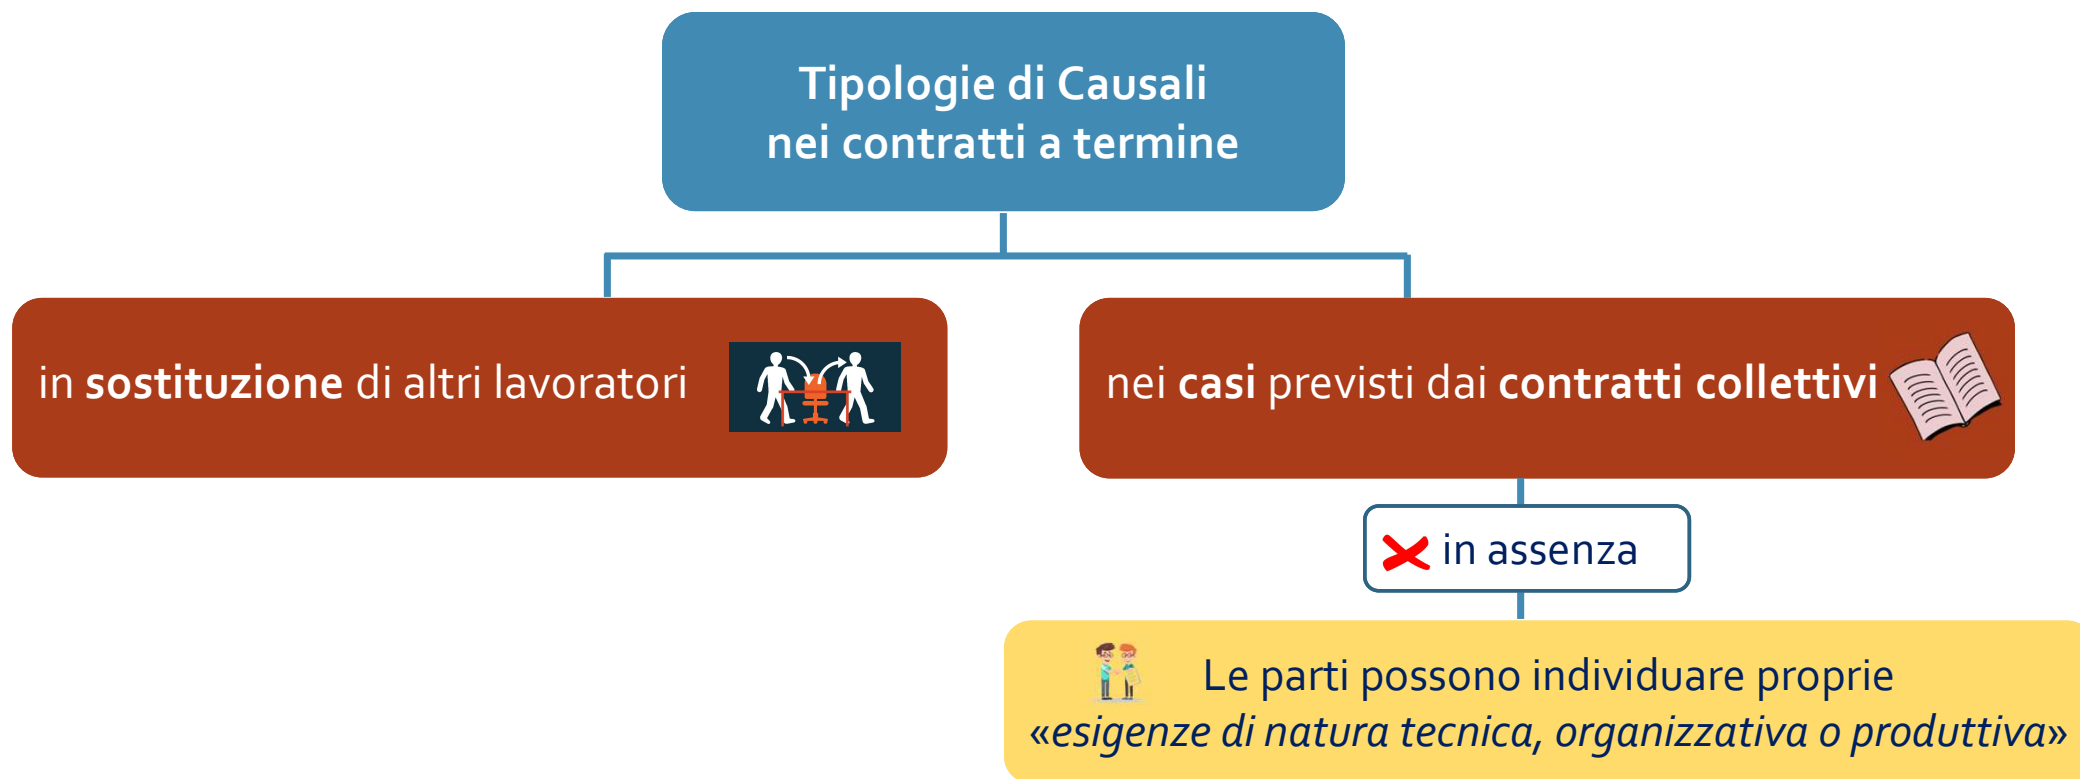 Tipologie di Causali
nei contratti a termine
in sostituzione di altri lavoratori
nei casi previsti dai contratti collettivi
in assenza
Le parti possono individuare proprie
«esigenze di natura tecnica, organizzativa o produttiva»